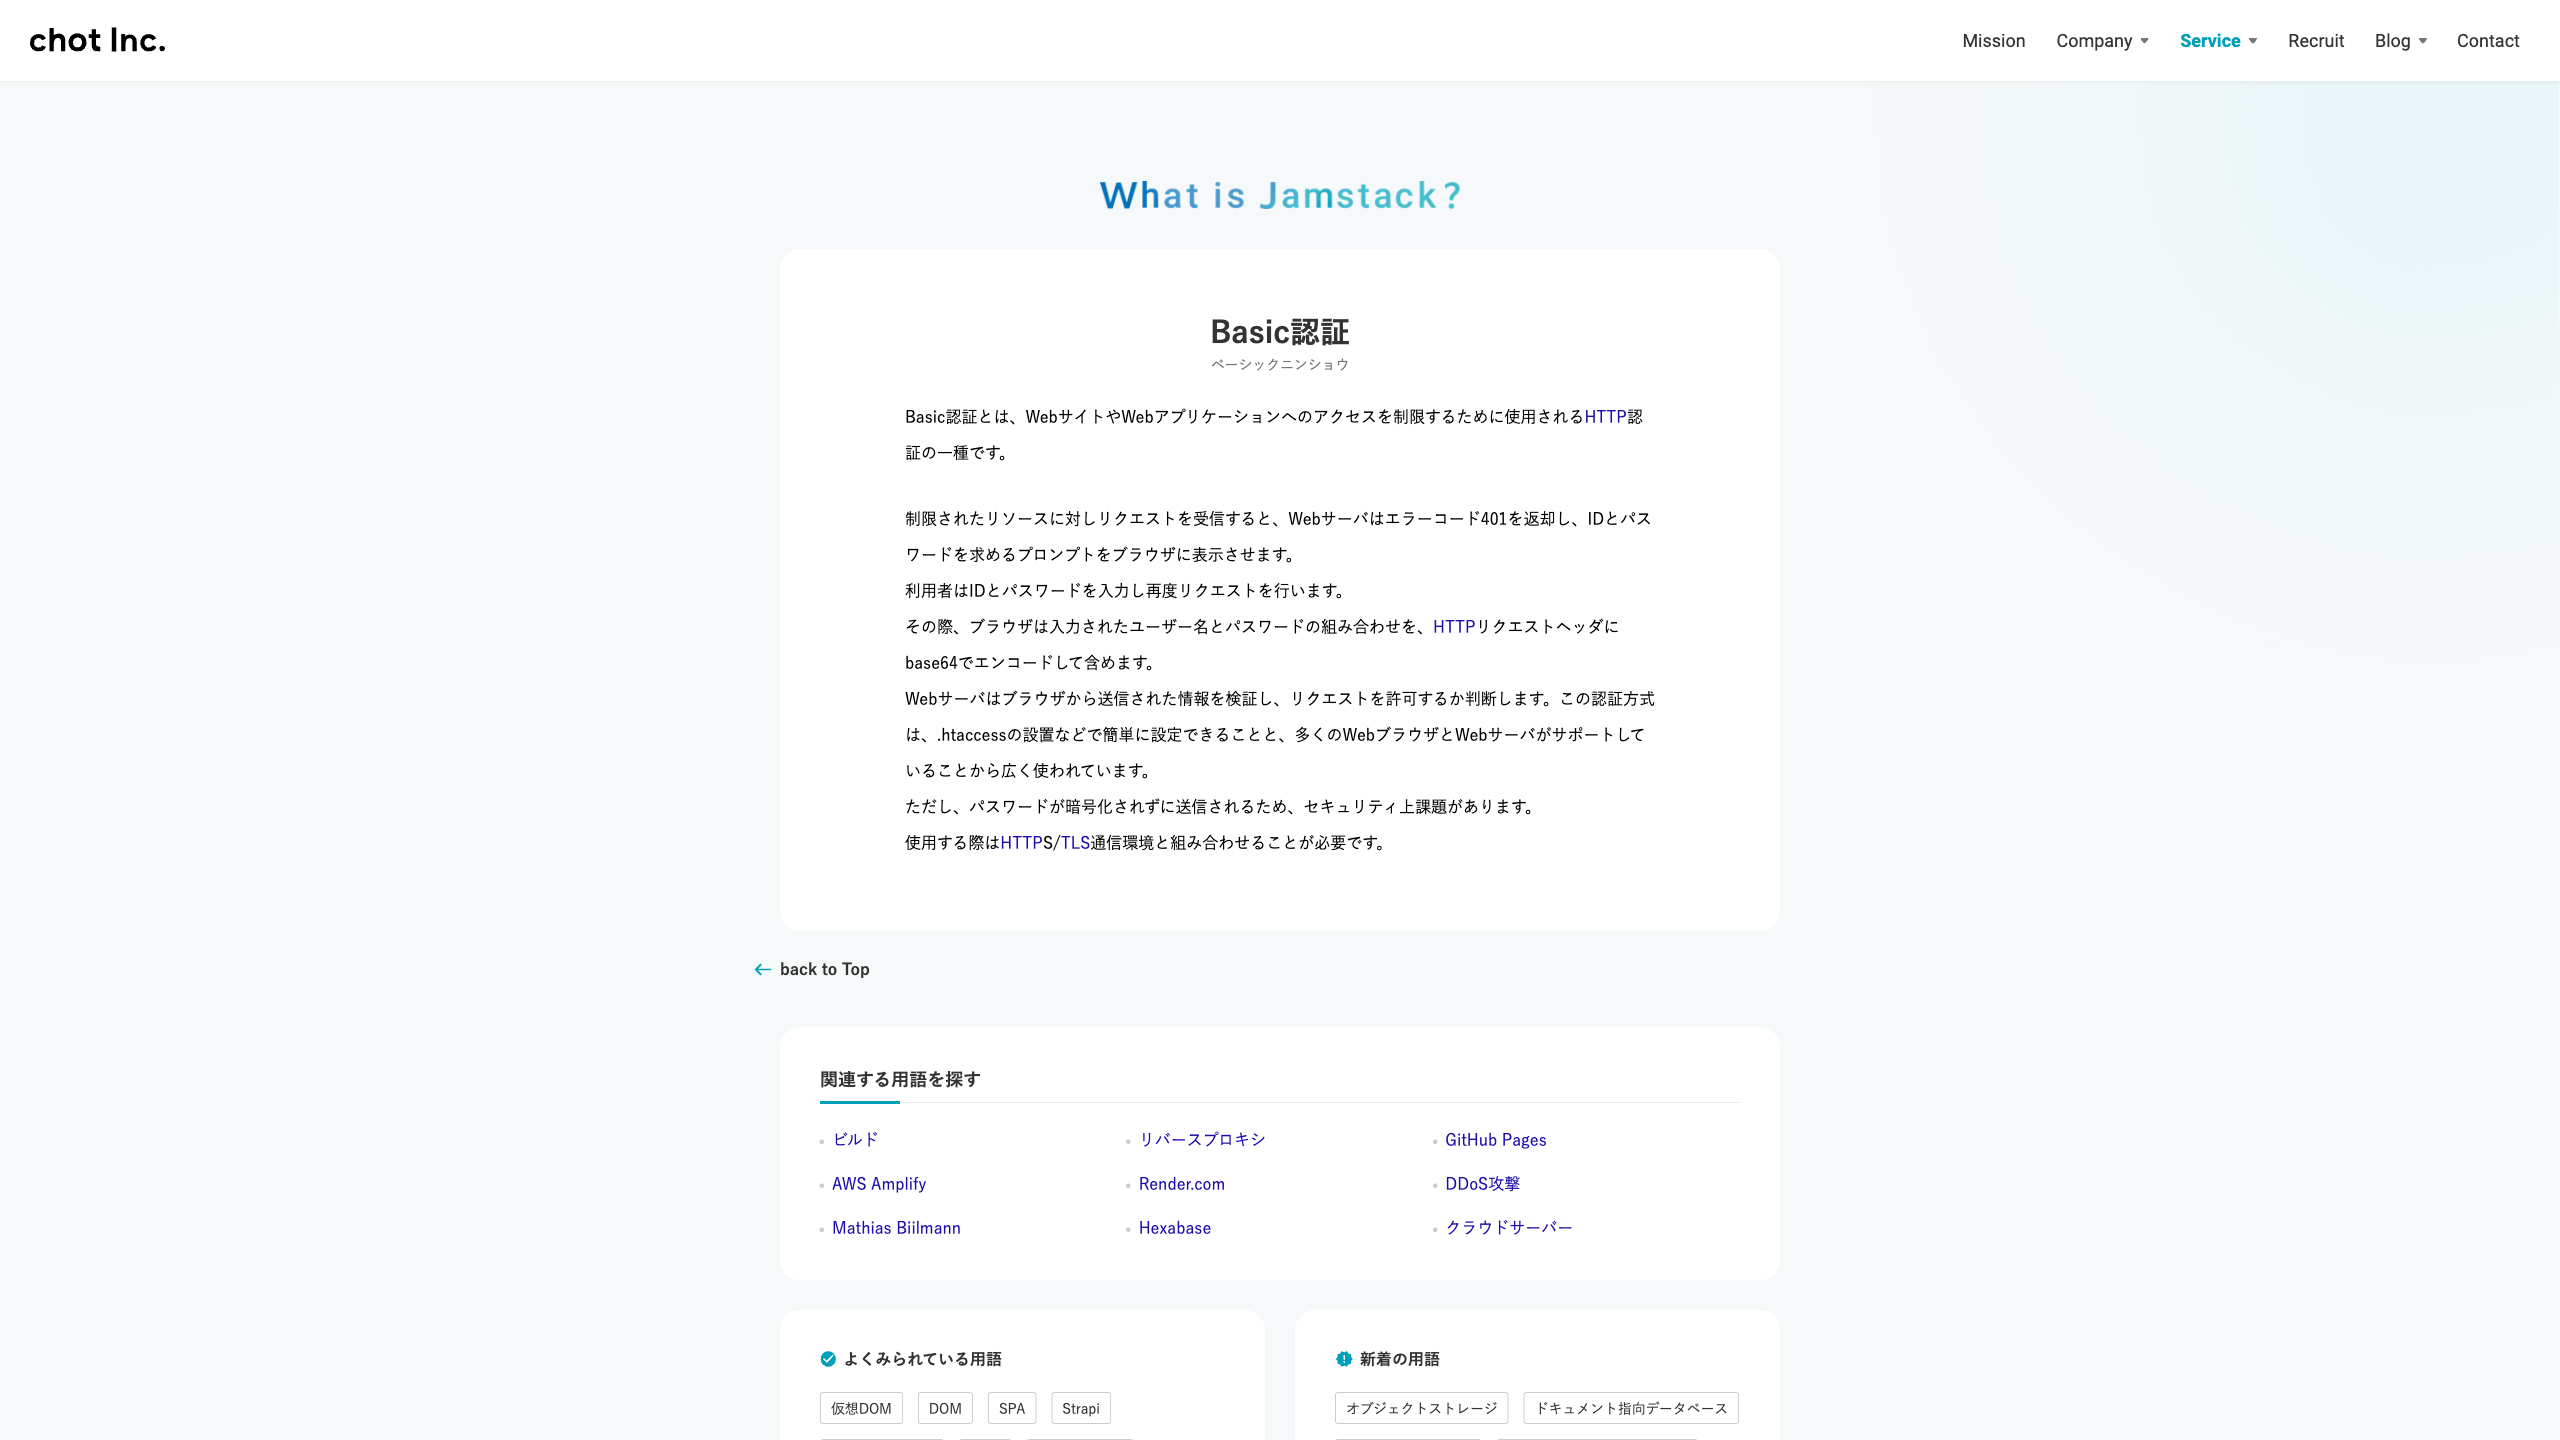 chot Inc.
Mission Company Service Recruit Blog Contact
What is Jamstack?
Basic認証
ベーシックニンショウ
Basic認証とは、WebサイトやWebアプリケーションへのアクセスを制限するために使用されるHTTP認
証の一種です。
制限されたリソースに対しリクエストを受信すると、Webサーバはエラーコード401を返却し、IDとパス
ワードを求めるプロンプトをブラウザに表示させます。
利用者はIDとパスワードを入力し再度リクエストを行います。
その際、ブラウザは入力されたユーザー名とパスワードの組み合わせを、HTTPリクエストヘッダに
base64でエンコードして含めます。
Webサーバはブラウザから送信された情報を検証し、リクエストを許可するか判断します。この認証方式
は、.htaccessの設置などで簡単に設定できることと、多くのWebブラウザとWebサーバがサポートして
いることから広く使われています。
ただし、パスワードが暗号化されずに送信されるため、セキュリティ上課題があります。
使用する際はHTTPS/TLS通信環境と組み合わせることが必要です。
back to Top
関連する用語を探す
ビルド リバースプロキシ GitHub Pages
AWS Amplify Render.com DDoS攻撃
Mathias Biilmann Hexabase クラウドサーバー
よくみられている用語
仮想DOM DOM SPA Strapi
新着の用語
オブジェクトストレージ ドキュメント指向データベース